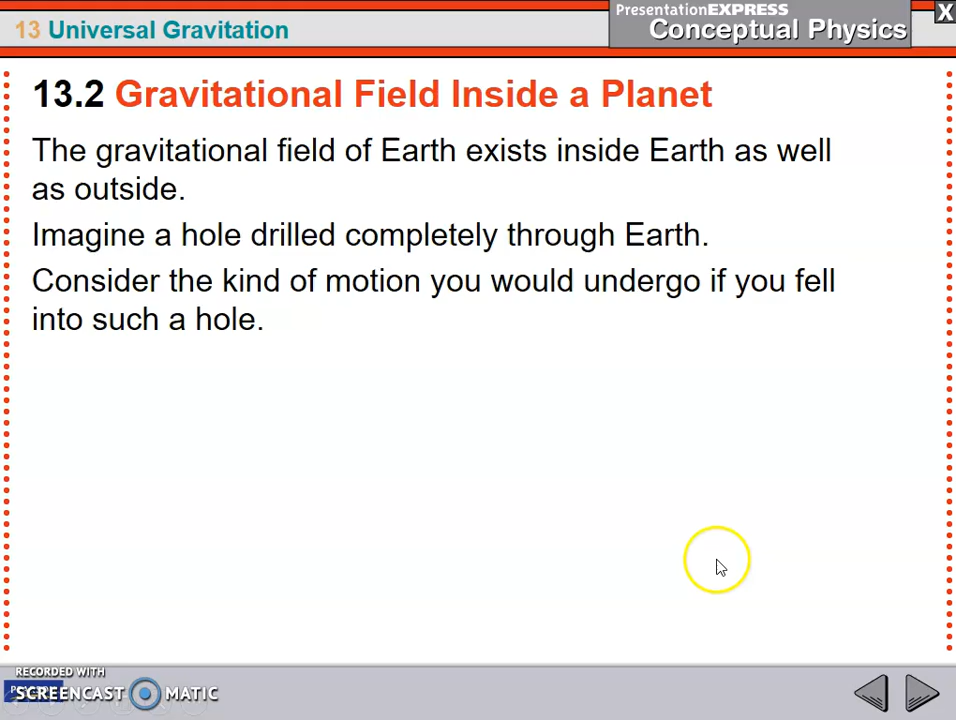 13 Universal Gravitation
PresentationEXPRESS
Conceptual Physics
X
13.2 Gravitational Field Inside a Planet
The gravitational field of Earth exists inside Earth as well
as outside.
Imagine a hole drilled completely through Earth.
Consider the kind of motion you would undergo if you fell
into such a hole.
RECORDED WITH
SCREENCAST MATIC